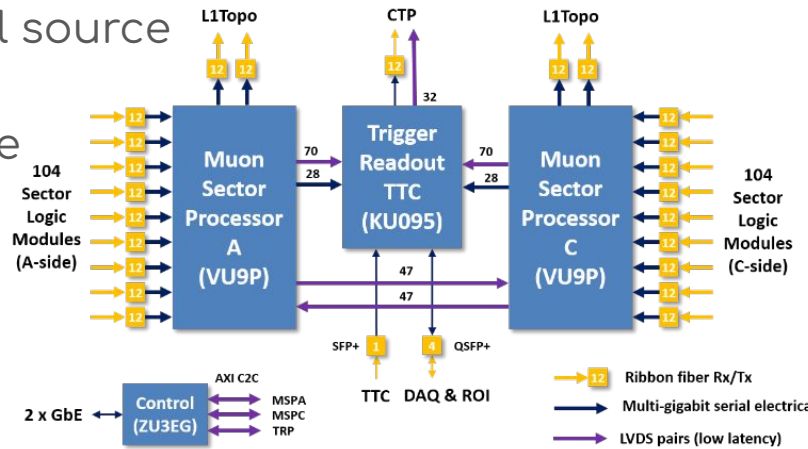 l source
e
L1Topo
CTP
L1Topo
12 12
12
12 12
32
104
Sector
Logic
Modules
(A-side)
12
12
12
12
12
12
12
12
12
Muon
Sector
Processor
A
(VU9P)
70
28
Trigger
Readout
TTC
(KU095)
70
28
Muon
Sector
Processor
C
(VU9P)
12
12
12
12
12
12
12
12
12
104
Sector
Logic
Modules
(C-side)
47
47
SFP+ 1
4 QSFP+
TTC DAQ & ROI
2 x GbE
Control
(ZU3EG)
AXI C2C
MSPA
MSPC
TRP
12 Ribbon fiber Rx/Tx
Multi-gigabit serial electrica
LVDS pairs (low latency)